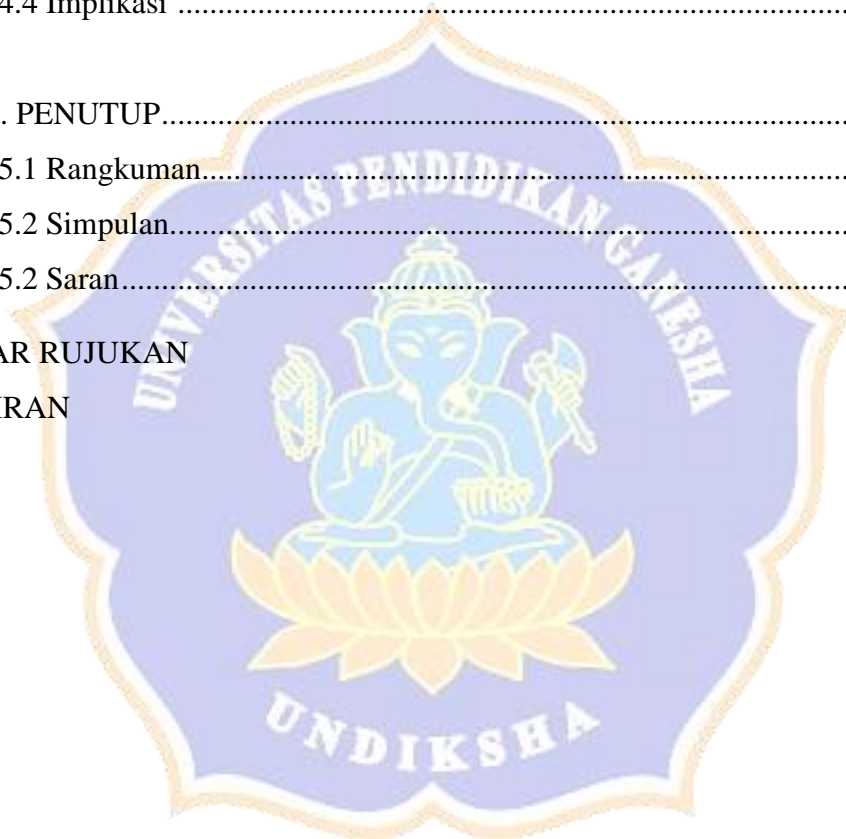 4.4 Implikasi ..........................................................................................
. PENUTUP..........................................................................................
5.1 Rangkuman..........................................................................................
5.2 Simpulan..........................................................................................
5.2 Saran..........................................................................................
AR RUJUKAN
IRAN
UNIVERSITAS PENDIDIKAN GANESHA
UNDIKSHA